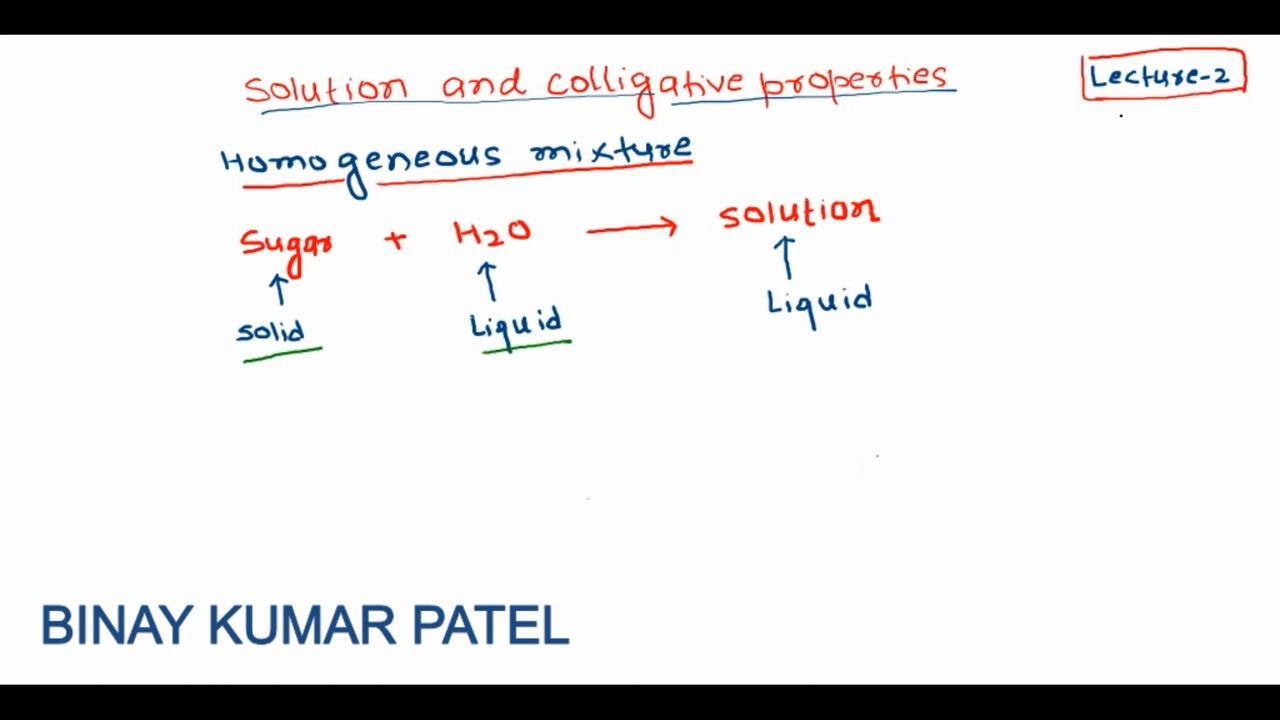 Solution and colligative properties
Lecture-2
Homogeneous mixture
Sugar + H2O → Solution
Solid Liquid Liquid
BINAY KUMAR PATEL